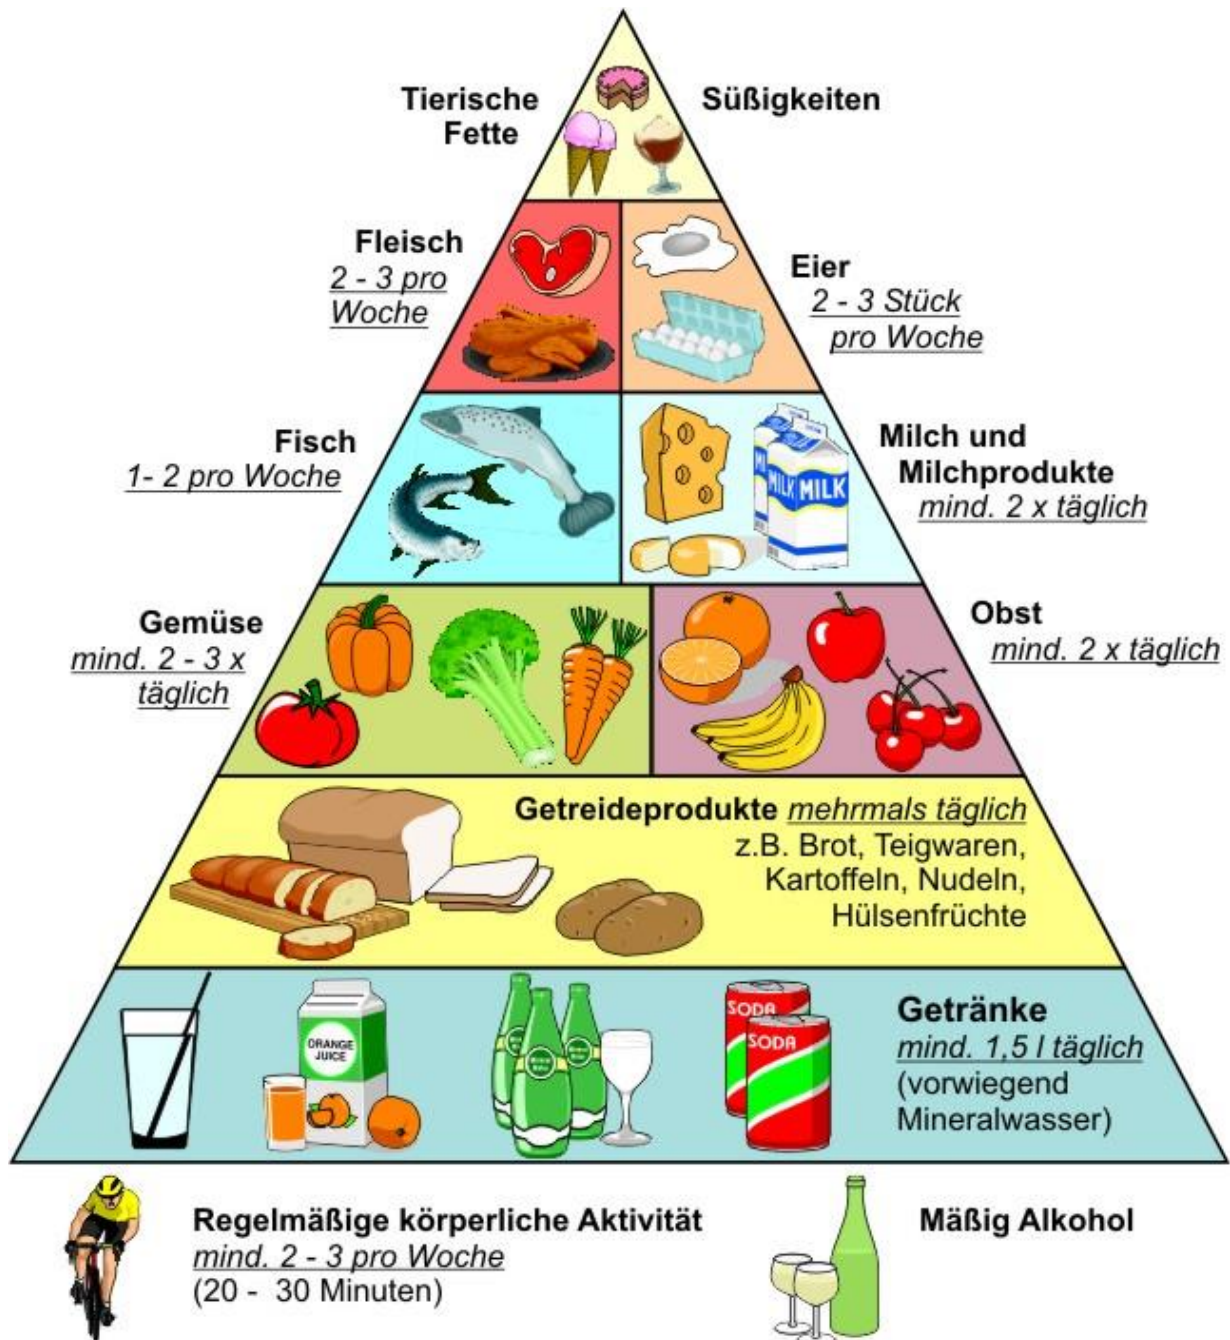 Tierische
Fette
Süßigkeiten
Fleisch
2 - 3 pro
Woche
Eier
2 - 3 Stück
pro Woche
Fisch
1- 2 pro Woche
Milch und
Milchprodukte
mind. 2 x täglich
MILK
MILK
Gemüse
mind. 2 - 3 x
täglich
Obst
mind. 2 x täglich
Getreideprodukte mehrmals täglich
z.B. Brot, Teigwaren,
Kartoffeln, Nudeln,
Hülsenfrüchte
ORANGE
JUICE
SODA
SODA
Getränke
mind. 1,5 l täglich
(vorwiegend
Mineralwasser)
Regelmäßige körperliche Aktivität
mind. 2 - 3 pro Woche
(20 - 30 Minuten)
Mäßig Alkohol